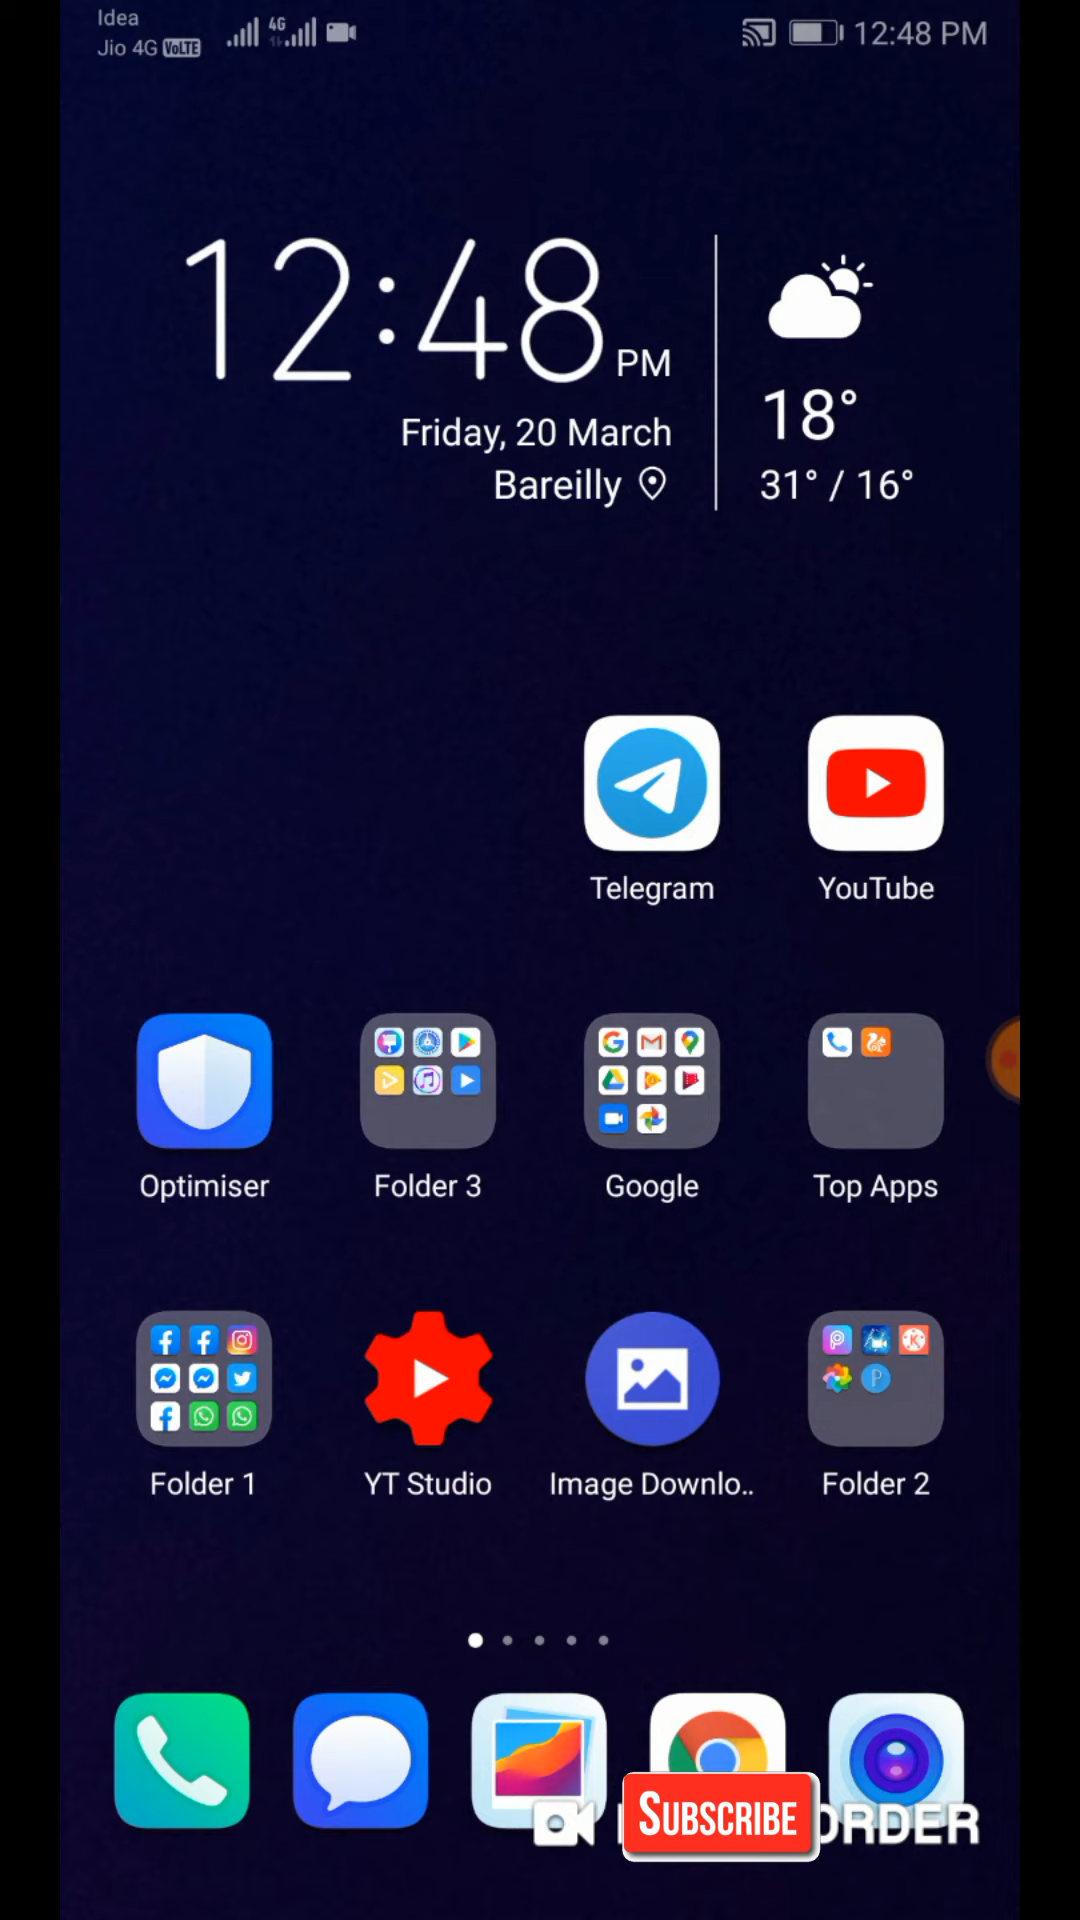 Idea
Jio 4G VoLTE
4G
12:48 PM
12:48 PM
Friday, 20 March
Bareilly
18°
31° / 16°
Telegram
YouTube
Optimiser
Folder 3
Google
Top Apps
Folder 1
YT Studio
Image Downlo..
Folder 2
SUBSCRIBE
ORDER